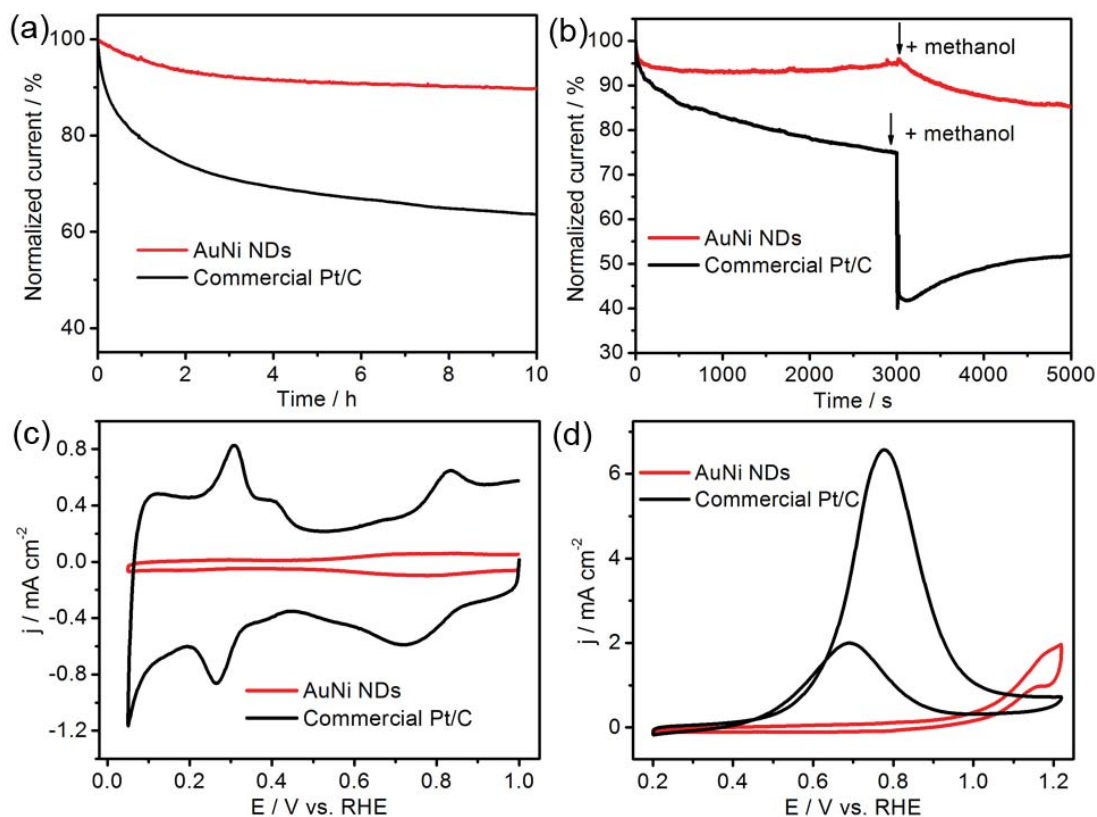 (a)
100
80
60
40
Normalized current / %
AuNi NDs
Commercial Pt/C
0 2 4 6 8 10
Time / h
(b)
100
90
80
70
60
50
40
30
Normalized current / %
+ methanol
+ methanol
AuNi NDs
Commercial Pt/C
0 1000 2000 3000 4000 5000
Time / s
(c)
0.8
0.4
0.0
-0.4
-0.8
-1.2
j / mA cm-2
AuNi NDs
Commercial Pt/C
0.0 0.2 0.4 0.6 0.8 1.0
E / V vs. RHE
(d)
6
4
2
0
j / mA cm-2
AuNi NDs
Commercial Pt/C
0.2 0.4 0.6 0.8 1.0 1.2
E / V vs. RHE